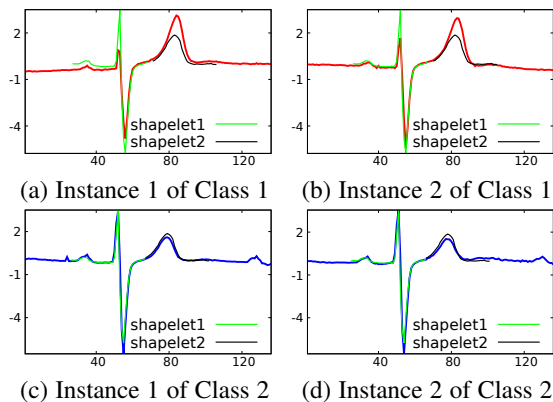 2
-1
-4
shapelet1
shapelet2
40
80
120
(a) Instance 1 of Class 1
2
-1
-4
shapelet1
shapelet2
40
80
120
(b) Instance 2 of Class 1
2
-1
-4
shapelet1
shapelet2
40
80
120
(c) Instance 1 of Class 2
2
-1
-4
shapelet1
shapelet2
40
80
120
(d) Instance 2 of Class 2